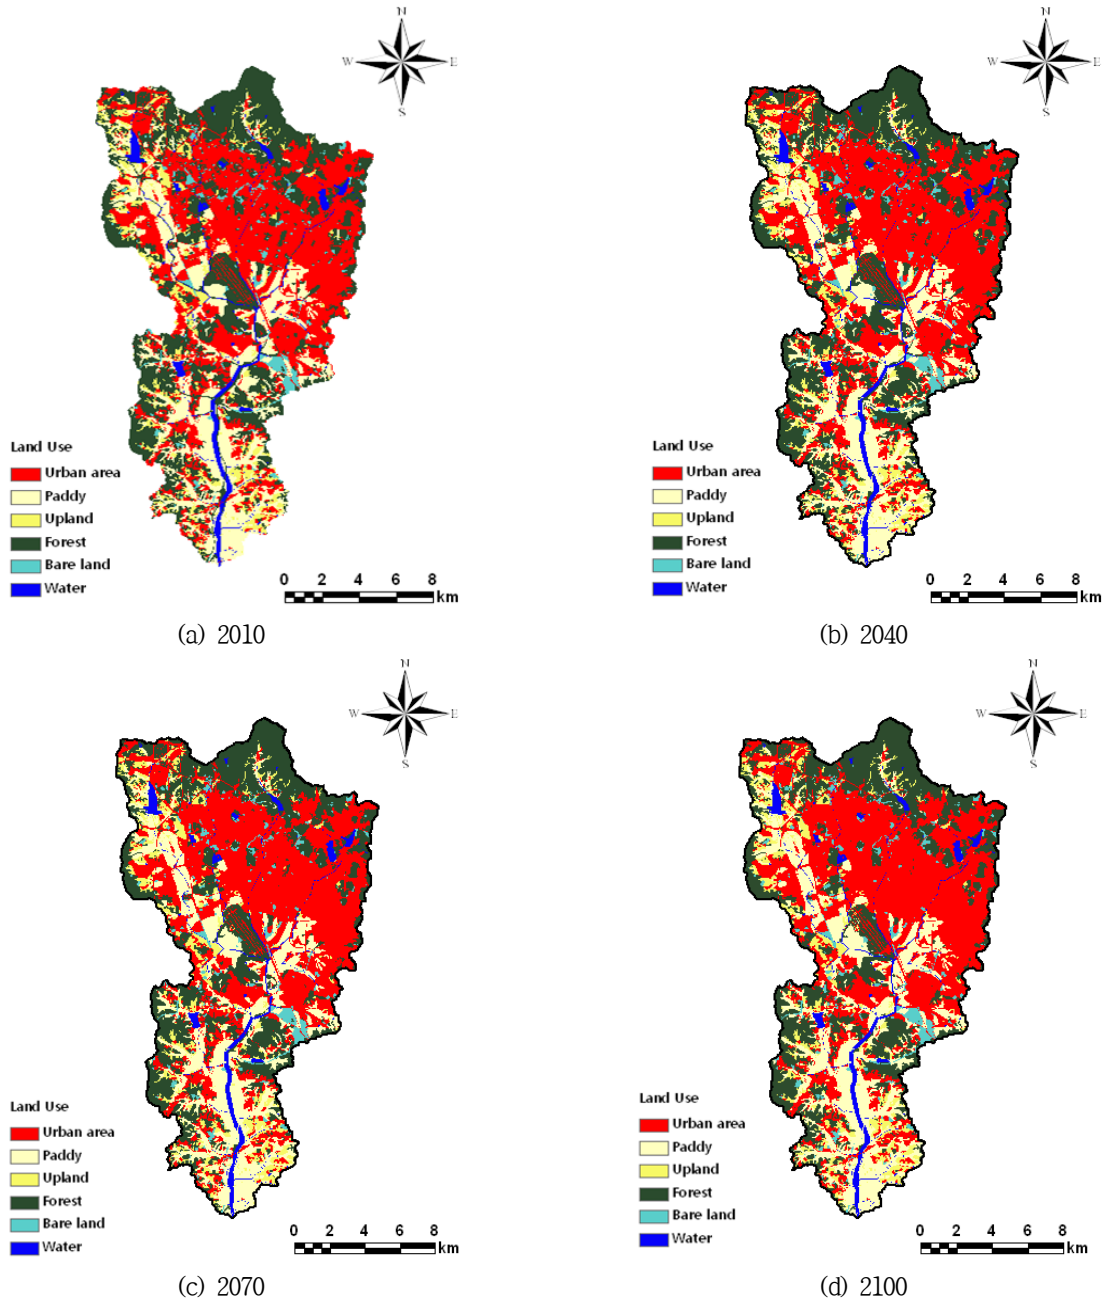 N
W E
S
Land Use
Urban area
Paddy
Upland
Forest
Bare land
Water
0 2 4 6 8
km
(a) 2010
N
W E
S
Land Use
Urban area
Paddy
Upland
Forest
Bare land
Water
0 2 4 6 8
km
(b) 2040
N
W E
S
Land Use
Urban area
Paddy
Upland
Forest
Bare land
Water
0 2 4 6 8
km
(c) 2070
N
W E
S
Land Use
Urban area
Paddy
Upland
Forest
Bare land
Water
0 2 4 6 8
km
(d) 2100